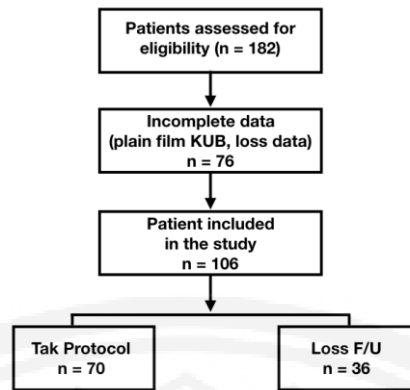 Patients assessed for
eligibility (n = 182)
Incomplete data
(plain film KUB, loss data)
n = 76
Patient included
in the study
n = 106
Tak Protocol
n = 70
Loss F/U
n = 36